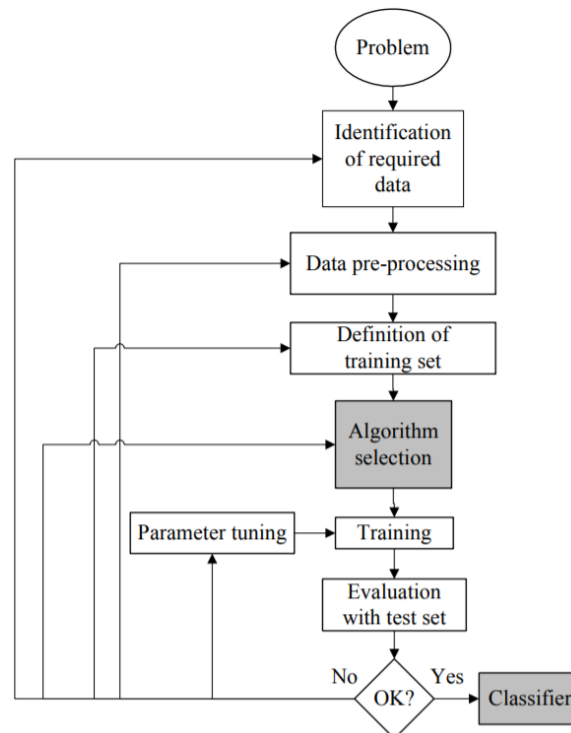 Problem
Identification
of required
data
Data pre-processing
Definition of
training set
Algorithm
selection
Parameter tuning
Training
Evaluation
with test set
No
Yes
OK?
Classifier